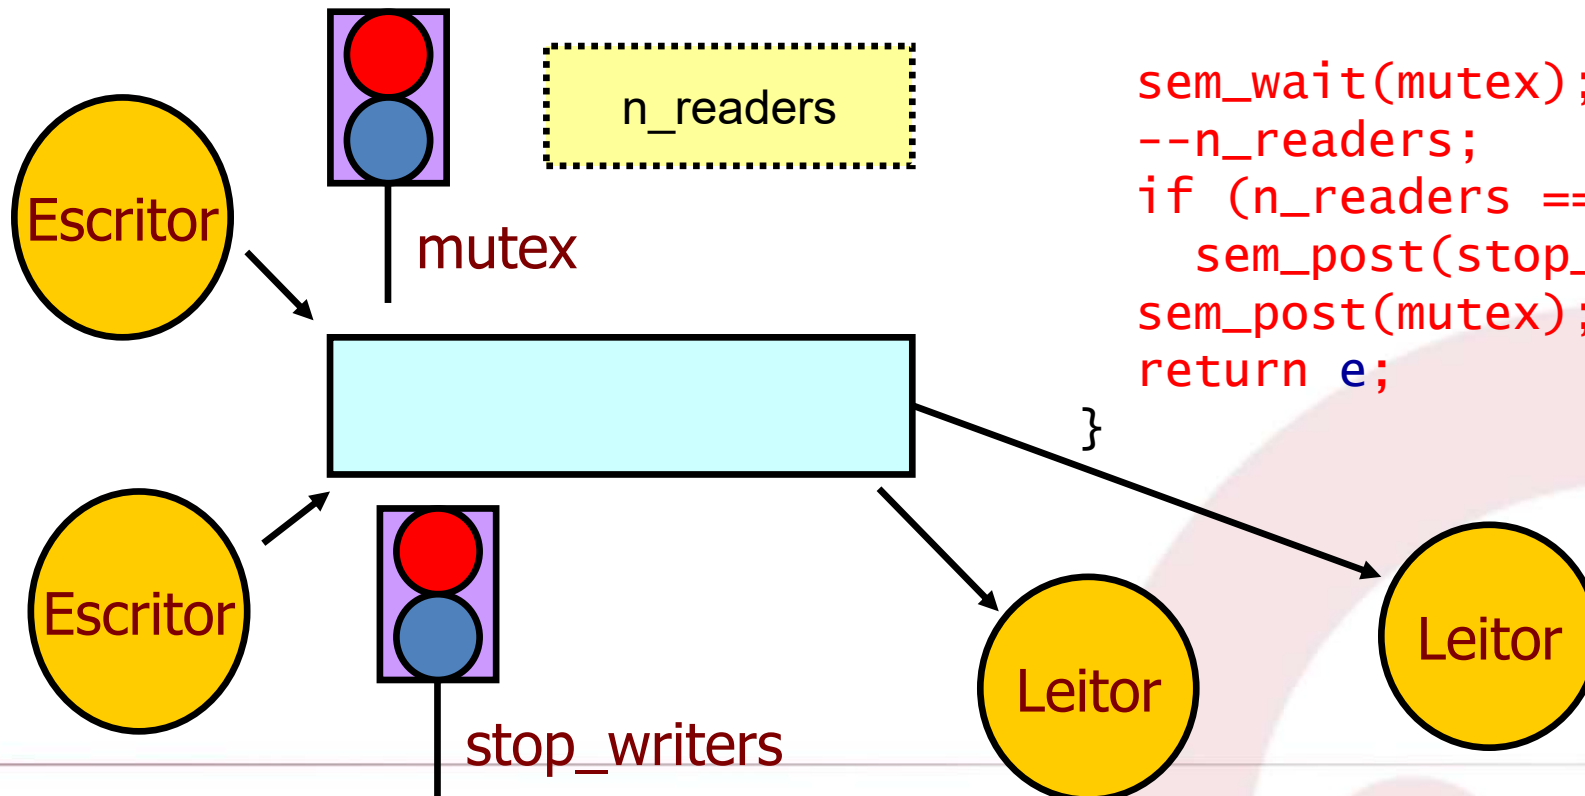 n_readers
Escritor
mutex
sem_wait(mutex);
--n_readers;
if (n_readers ==
sem_post(stop_
sem_post(mutex);
return e;
}
Escritor
stop_writers
Leitor
Leitor